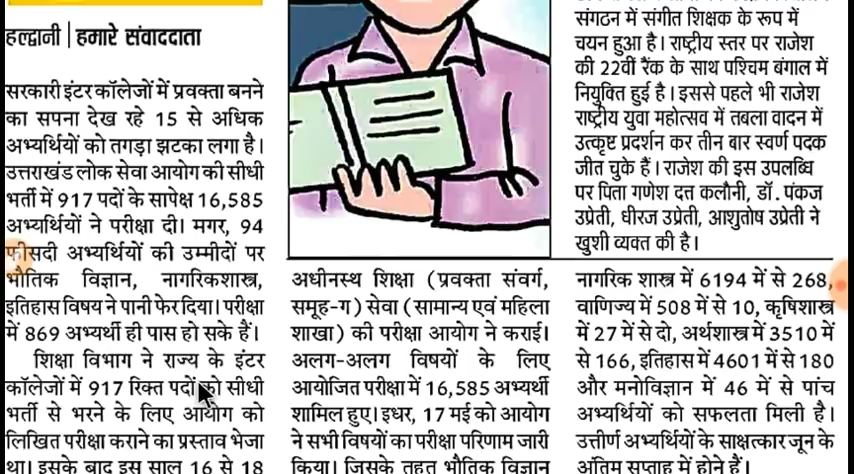 हल्द्वानी | हमारे संवाददाता
सरकारी इंटर कॉलेजों में प्रवक्ता बनने
का सपना देख रहे 15 से अधिक
अभ्यर्थियों को तगड़ा झटका लगा है।
उत्तराखंड लोक सेवा आयोग की सीधी
भर्ती में 917 पदों के सापेक्ष 16,585
अभ्यर्थियों ने परीक्षा दी। मगर, 94
फीसदी अभ्यर्थियों की उम्मीदों पर
भौतिक विज्ञान, नागरिकशास्त्र,
इतिहास विषय ने पानी फेर दिया। परीक्षा
में 869 अभ्यर्थी ही पास हो सके हैं।
शिक्षा विभाग ने राज्य के इंटर
कॉलेजों में 917 रिक्त पदों को सीधी
भर्ती से भरने के लिए आयोग को
लिखित परीक्षा कराने का प्रस्ताव भेजा
था। इसके बाद इस साल 16 से 18
अधीनस्थ शिक्षा (प्रवक्ता संवर्ग,
समूह-ग) सेवा (सामान्य एवं महिला
शाखा) की परीक्षा आयोग ने कराई।
अलग-अलग विषयों के लिए
आयोजित परीक्षा में 16,585 अभ्यर्थी
शामिल हुए। इधर, 17 मई को आयोग
ने सभी विषयों का परीक्षा परिणाम जारी
किया। जिसके तहत भौतिक विज्ञान
संगठन में संगीत शिक्षक के रूप में
चयन हुआ है। राष्ट्रीय स्तर पर राजेश
की 22वीं रैंक के साथ पश्चिम बंगाल में
नियुक्ति हुई है। इससे पहले भी राजेश
राष्ट्रीय युवा महोत्सव में तबला वादन में
उत्कृष्ट प्रदर्शन कर तीन बार स्वर्ण पदक
जीत चुके हैं। राजेश की इस उपलब्धि
पर पिता गणेश दत्त कलौनी, डॉ. पंकज
उप्रेती, धीरज उप्रेती, आशुतोष उप्रेती ने
खुशी व्यक्त की है।
नागरिक शास्त्र में 6194 में से 268,
वाणिज्य में 508 में से 10, कृषिशास्त्र
में 27 में से दो, अर्थशास्त्र में 3510 में
से 166, इतिहास में 4601 में से 180
और मनोविज्ञान में 46 में से पांच
अभ्यर्थियों को सफलता मिली है।
उत्तीर्ण अभ्यर्थियों के साक्षत्कार जून के
अंतिम सप्ताह में होने हैं।